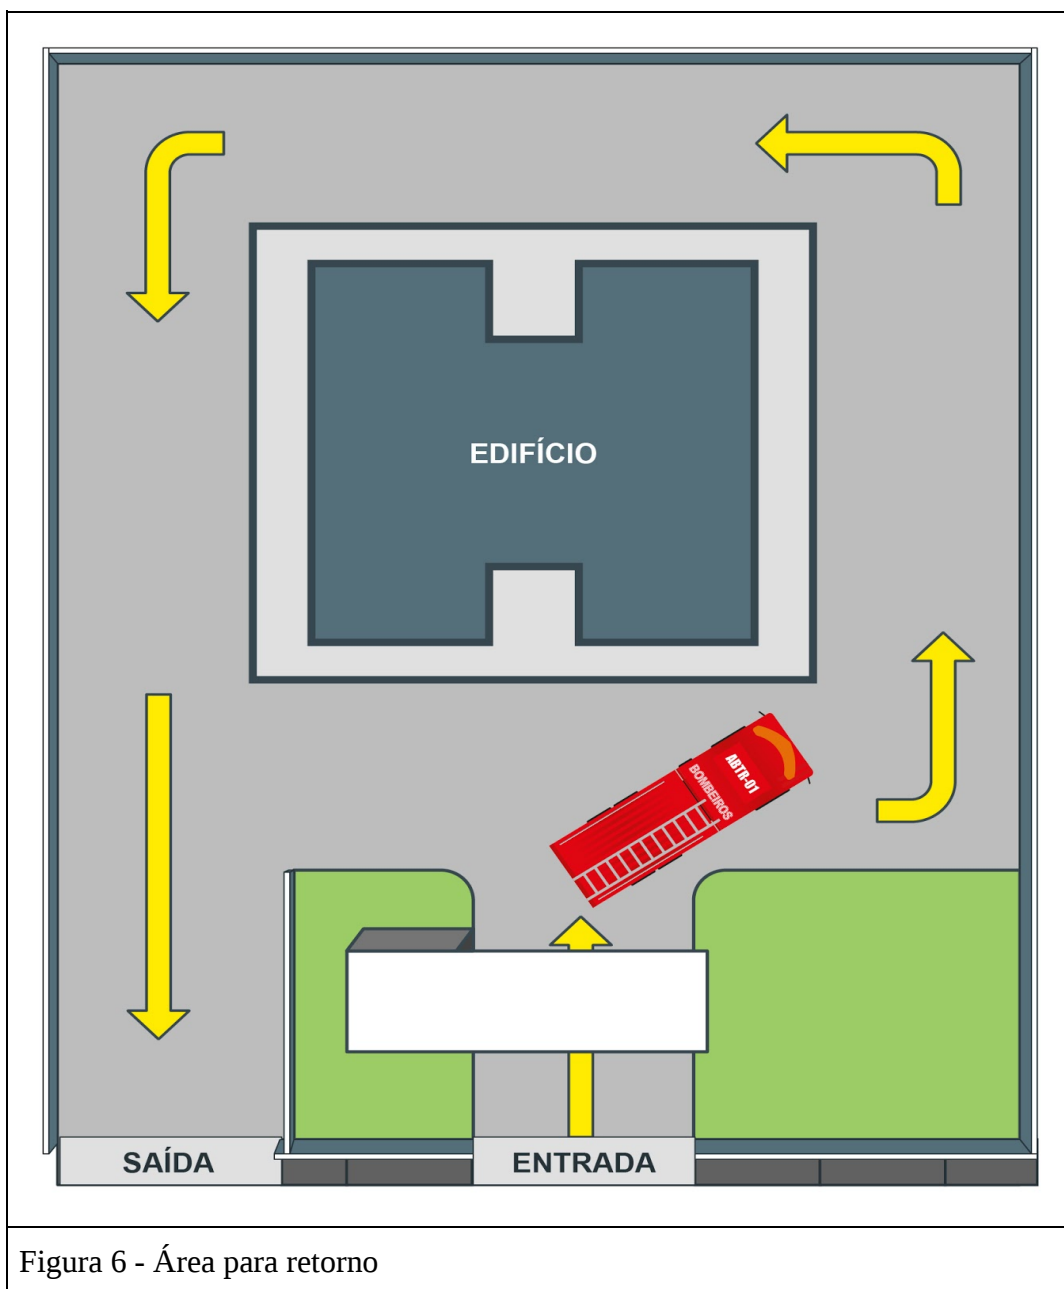 EDIFÍCIO
ABTR-01
BOMBEIROS
SAÍDA
ENTRADA
Figura 6 - Área para retorno